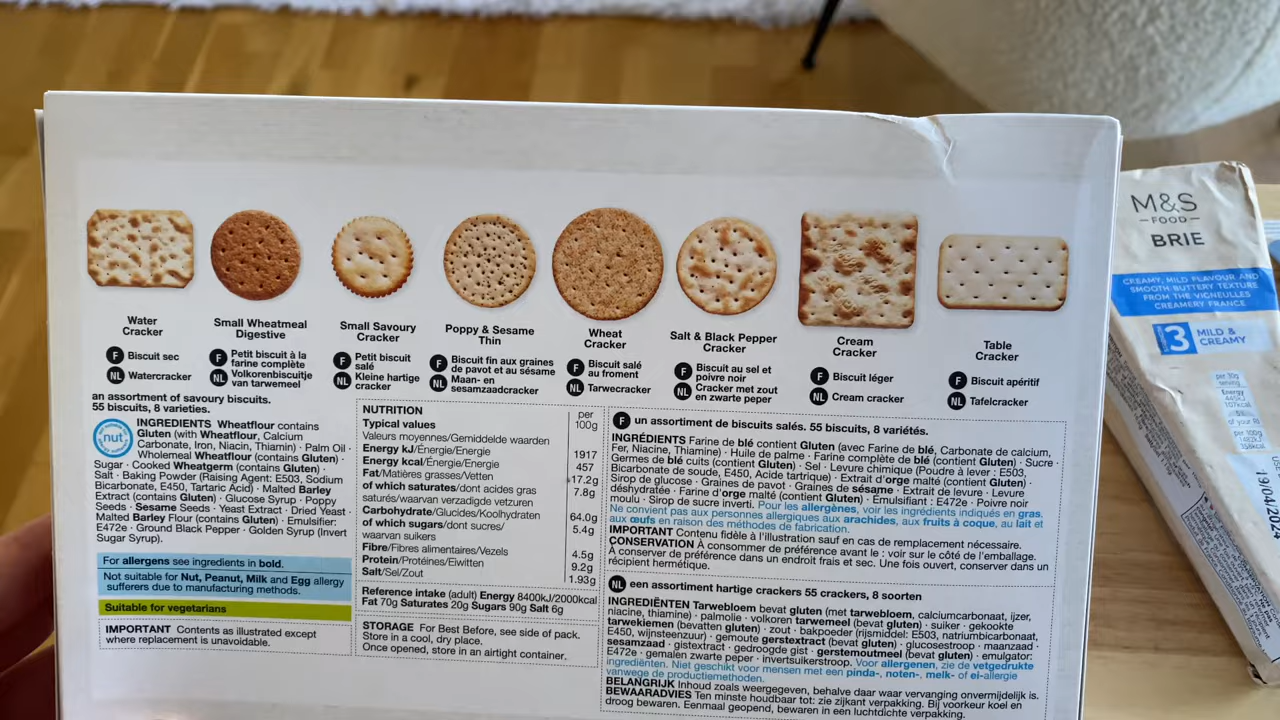 Water
Cracker
F Biscuit sec
NL Watercracker
Small Wheatmeal
Digestive
F Petit biscuit à la
farine complète
NL Volkorenbiscuitje
van tarwemeel
Small Savoury
Cracker
F Petit biscuit
salé
NL Kleine hartige
cracker
Poppy & Sesame
Thin
F Biscuit fin aux graines
de pavot et au sésame
NL Maan- en
sesamzaadcracker
Wheat
Cracker
F Biscuit salé
au froment
NL Tarwecracker
Salt & Black Pepper
Cracker
F Biscuit au sel et
poivre noir
NL Cracker met zout
en zwarte peper
Cream
Cracker
F Biscuit léger
NL Cream cracker
Table
Cracker
F Biscuit apéritif
NL Tafelcracker
an assortment of savoury biscuits.
55 biscuits, 8 varieties.
nut
INGREDIENTS Wheatflour contains
Gluten (with Wheatflour, Calcium
Carbonate, Iron, Niacin, Thiamin) · Palm Oil ·
Wholemeal Wheatflour (contains Gluten) ·
Sugar · Cooked Wheatgerm (contains Gluten) ·
Salt · Baking Powder (Raising Agent: E503, Sodium
Bicarbonate, E450, Tartaric Acid) · Malted Barley
Extract (contains Gluten) · Glucose Syrup · Poppy
Seeds · Sesame Seeds · Yeast Extract · Dried Yeast ·
Malted Barley Flour (contains Gluten) · Emulsifier:
E472e · Ground Black Pepper · Golden Syrup (Invert
Sugar Syrup).
For allergens see ingredients in bold.
Not suitable for Nut, Peanut, Milk and Egg allergy
sufferers due to manufacturing methods.
Suitable for vegetarians
IMPORTANT Contents as illustrated except
where replacement is unavoidable.
NUTRITION
Typical values per
Valeurs moyennes/Gemiddelde waarden 100g
Energy kJ/Énergie/Energie 1917
Energy kcal/Énergie/Energie 457
Fat/Matières grasses/Vetten 17.2g
of which saturates/dont acides gras 7.8g
saturés/waarvan verzadigde vetzuren
Carbohydrate/Glucides/Koolhydraten 64.0g
of which sugars/dont sucres/ 5.4g
waarvan suikers
Fibre/Fibres alimentaires/Vezels 4.5g
Protein/Protéines/Eiwitten 9.2g
Salt/Sel/Zout 1.93g
Reference intake (adult) Energy 8400kJ/2000kcal
Fat 70g Saturates 20g Sugars 90g Salt 6g
STORAGE For Best Before, see side of pack.
Store in a cool, dry place.
Once opened, store in an airtight container.
F un assortiment de biscuits salés. 55 biscuits, 8 variétés.
INGRÉDIENTS Farine de blé contient Gluten (avec Farine de blé, Carbonate de calcium,
Fer, Niacine, Thiamine) · Huile de palme · Farine complète de blé (contient Gluten) · Sucre ·
Germes de blé cuits (contient Gluten) · Sel · Levure chimique (Poudre à lever : E503,
Bicarbonate de soude, E450, Acide tartrique) · Extrait d'orge malté (contient Gluten) ·
Sirop de glucose · Graines de pavot · Graines de sésame · Extrait de levure · Levure
déshydratée · Farine d'orge malté (contient Gluten) · Émulsifiant : E472e · Poivre noir
moulu · Sirop de sucre inverti. Pour les allergènes, voir les ingrédients indiqués en gras.
Ne convient pas aux personnes allergiques aux arachides, aux fruits à coque, au lait et
aux œufs en raison des méthodes de fabrication.
IMPORTANT Contenu fidèle à l'illustration sauf en cas de remplacement nécessaire.
CONSERVATION À consommer de préférence avant le : voir sur le côté de l'emballage.
À conserver de préférence dans un endroit frais et sec. Une fois ouvert, conserver dans un
récipient hermétique.
NL een assortiment hartige crackers 55 crackers, 8 soorten
INGREDIËNTEN Tarwebloem bevat gluten (met tarwebloem, calciumcarbonaat, ijzer,
niacine, thiamine) · palmolie · volkoren tarwemeel (bevat gluten) · suiker · gekookte
tarwekiemen (bevatten gluten) · zout · bakpoeder (rijsmiddel: E503, natriumbicarbonaat,
E450, wijnsteenzuur) · gemoute gerstextract (bevat gluten) · glucosestroop · maanzaad ·
sesamzaad · gistextract · gedroogde gist · gerstemoutmeel (bevat gluten) · emulgator:
E472e · gemalen zwarte peper · invertsuikerstroop. Voor allergenen, zie de vetgedrukte
ingrediënten. Niet geschikt voor mensen met een pinda-, noten-, melk- of ei-allergie
vanwege de productiemethoden.
BELANGRIJK Inhoud zoals weergegeven, behalve daar waar vervanging onvermijdelijk is.
BEWAARADVIES Ten minste houdbaar tot: zie zijkant verpakking. Bij voorkeur koel en
droog bewaren. Eenmaal geopend, bewaren in een luchtdichte verpakking.
M&S
FOOD
BRIE
CREAMY, MILD FLAVOUR AND
SMOOTH BUTTERY TEXTURE
FROM THE VIGNEULLES
CREAMERY FRANCE
3 MILD &
CREAMY
per 30g
serving
Energy
445kJ
107kcal
5%
of your RI
per 100g
1482kJ
358kcal